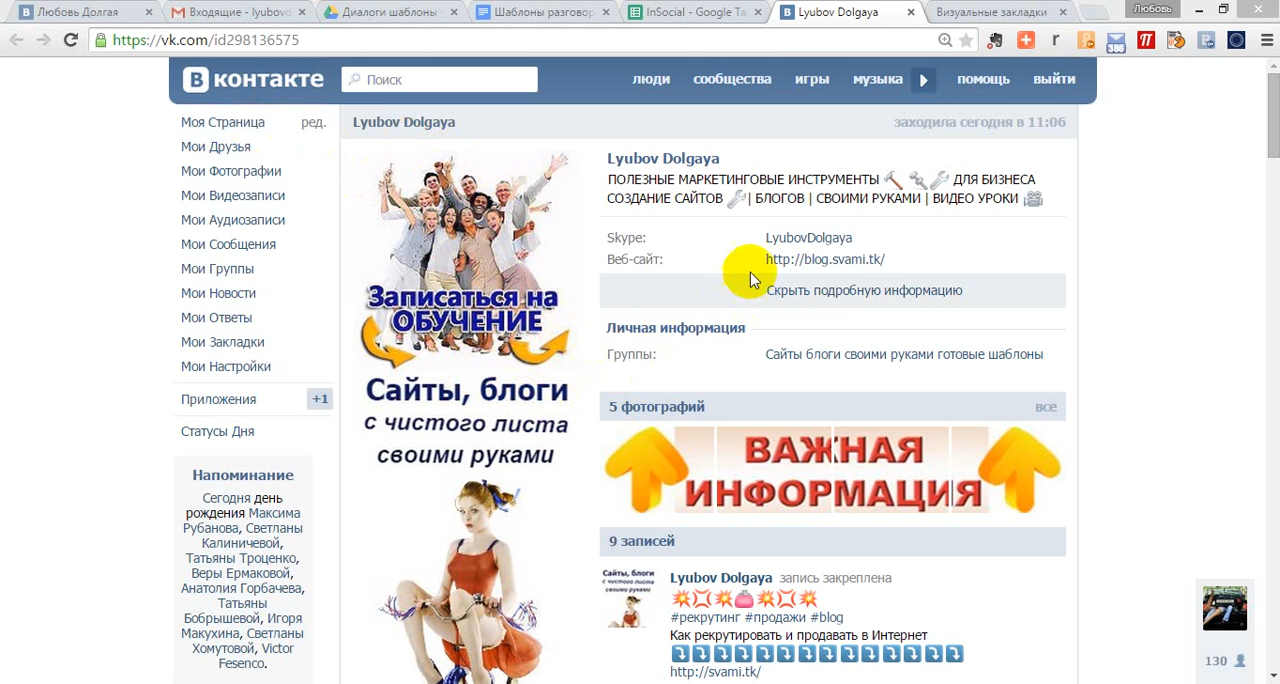 Любовь Долгая
Входящие - lyubovd
Диалоги шаблоны -
Шаблоны разговор
InSocial - Google Та
Lyubov Dolgaya
Визуальные закладки
Любовь
https://vk.com/id298136575
386
В контакте
Поиск
люди
сообщества
игры
музыка
помощь
выйти
Моя Страница
ред.
Мои Друзья
Мои Фотографии
Мои Видеозаписи
Мои Аудиозаписи
Мои Сообщения
Мои Группы
Мои Новости
Мои Ответы
Мои Закладки
Мои Настройки
Приложения
+1
Статусы Дня
Напоминание
Сегодня день
рождения Максима
Рубанова, Светланы
Калиничевой,
Татьяны Троценко,
Веры Ермаковой,
Анатолия Горбачева,
Татьяны
Бобрышевой, Игоря
Макухина, Светланы
Хомутовой, Victor
Fesenco.
Lyubov Dolgaya
заходила сегодня в 11:06
Записаться на
ОБУЧЕНИЕ
Сайты, блоги
с чистого листа
своими руками
Lyubov Dolgaya
ПОЛЕЗНЫЕ МАРКЕТИНГОВЫЕ ИНСТРУМЕНТЫ 🔨 🔩🔧 ДЛЯ БИЗНЕСА
СОЗДАНИЕ САЙТОВ 🔧| БЛОГОВ | СВОИМИ РУКАМИ | ВИДЕО УРОКИ 🎥
Skype: LyubovDolgaya
Веб-сайт: http://blog.svami.tk/
Скрыть подробную информацию
Личная информация
Группы: Сайты блоги своими руками готовые шаблоны
5 фотографий
все
ВАЖНАЯ
ИНФОРМАЦИЯ
9 записей
Сайты, блоги
Lyubov Dolgaya запись закреплена
💥💢💥👛💥💢💥
#рекрутинг #продажи #blog
Как рекрутировать и продавать в Интернет
⤵⤵⤵⤵⤵⤵⤵⤵⤵⤵⤵⤵⤵⤵
http://svami.tk/
130